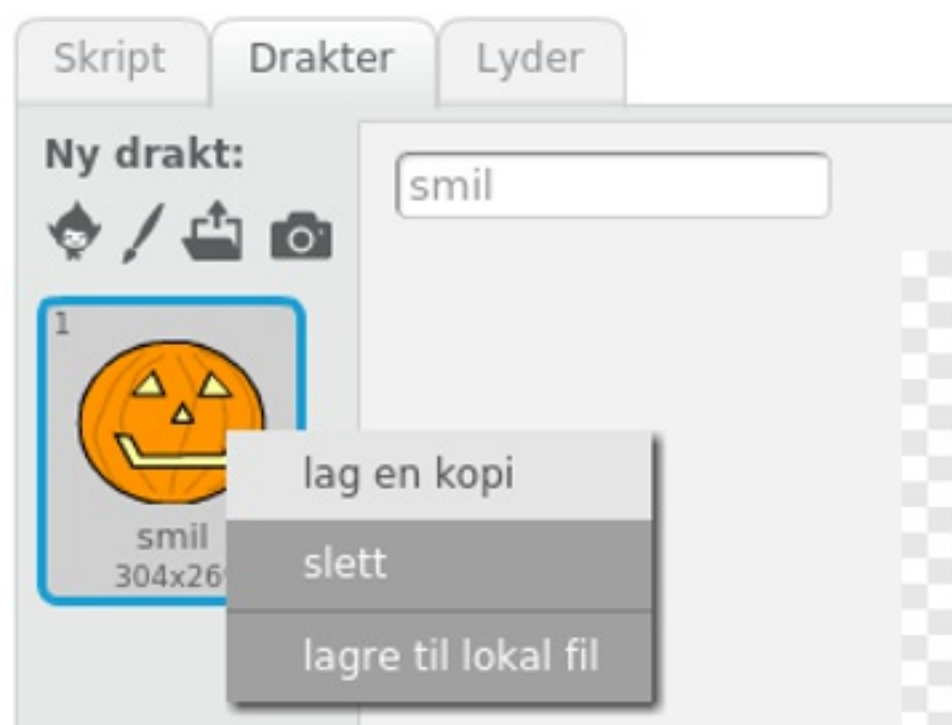 Skript Drakter Lyder
Ny drakt:
smil
1
lag en kopi
smil
slett
lagre til lokal fil